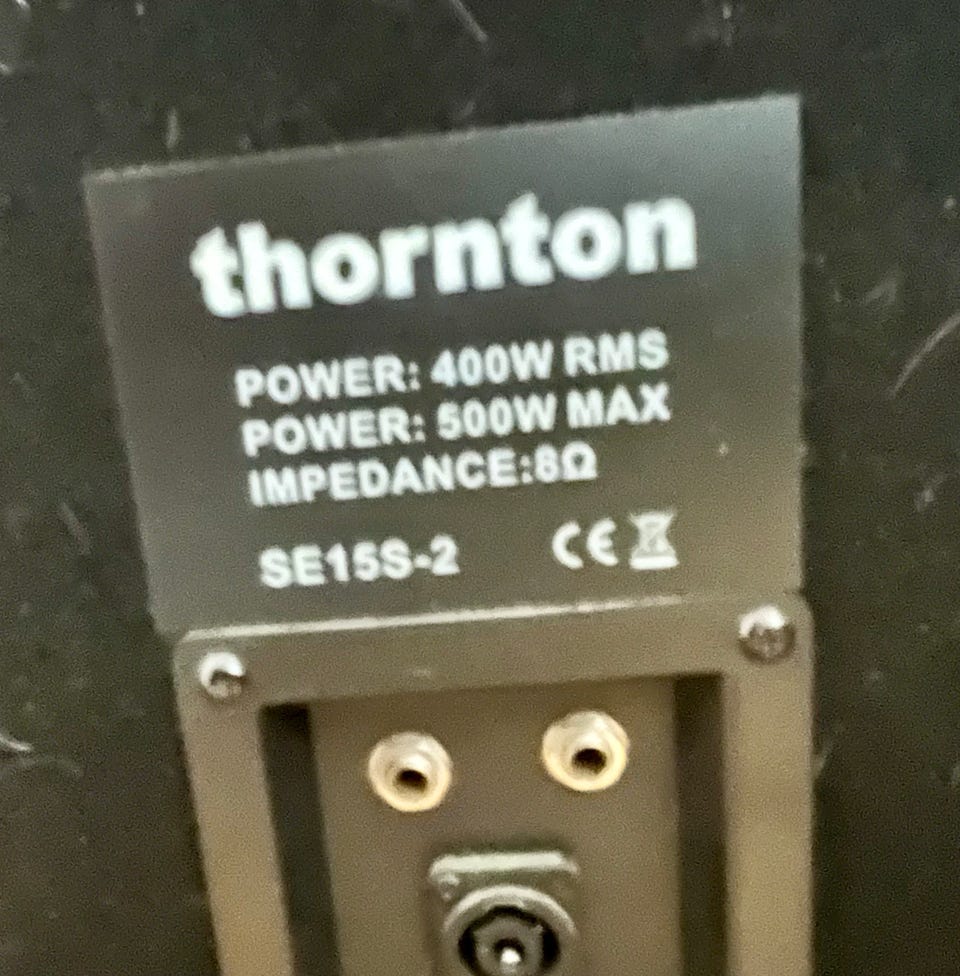 thornton
POWER: 400W RMS
POWER: 500W MAX
IMPEDANCE:8Ω
SE15S-2 CE